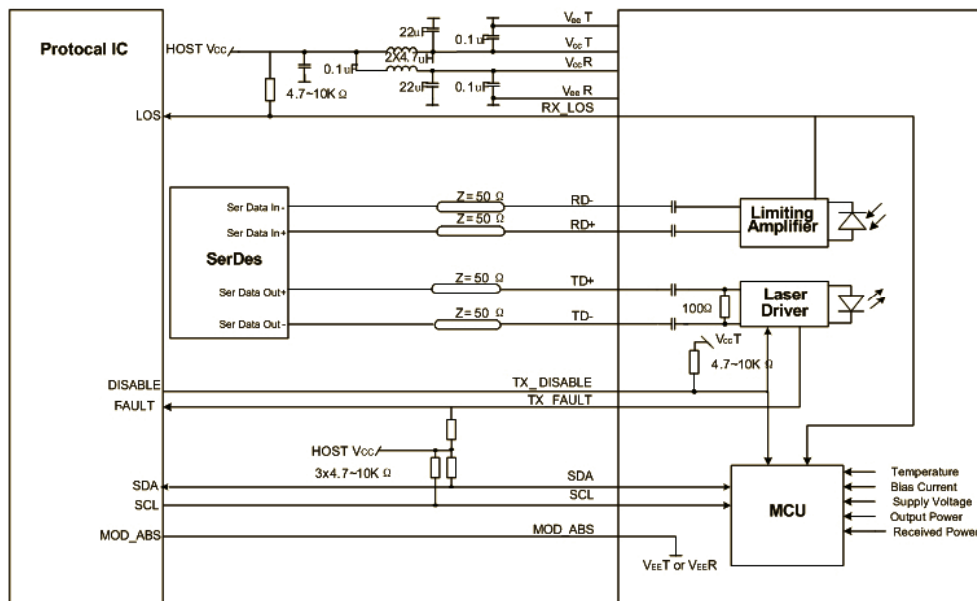 Protocal IC
HOST Vcc
22uF
0.1uF
VccT
VccT
0.1uF
2X4.7uH
VccR
4.7~10K Ω
22uF
0.1uF
VccR
LOS
RX_LOS
Ser Data In-
Z= 50 Ω
RD-
Limiting
Amplifier
Ser Data In+
Z= 50 Ω
RD+
SerDes
Ser Data Out+
Z= 50 Ω
TD+
Laser
Driver
100Ω
Ser Data Out-
Z= 50 Ω
TD-
VccT
4.7~10K Ω
DISABLE
TX_DISABLE
FAULT
TX_FAULT
HOST Vcc
3x4.7~10K Ω
SDA
SDA
SCL
SCL
MCU
Temperature
Bias Current
Supply Voltage
Output Power
Received Power
MOD_ABS
MOD_ABS
VEET or VEER